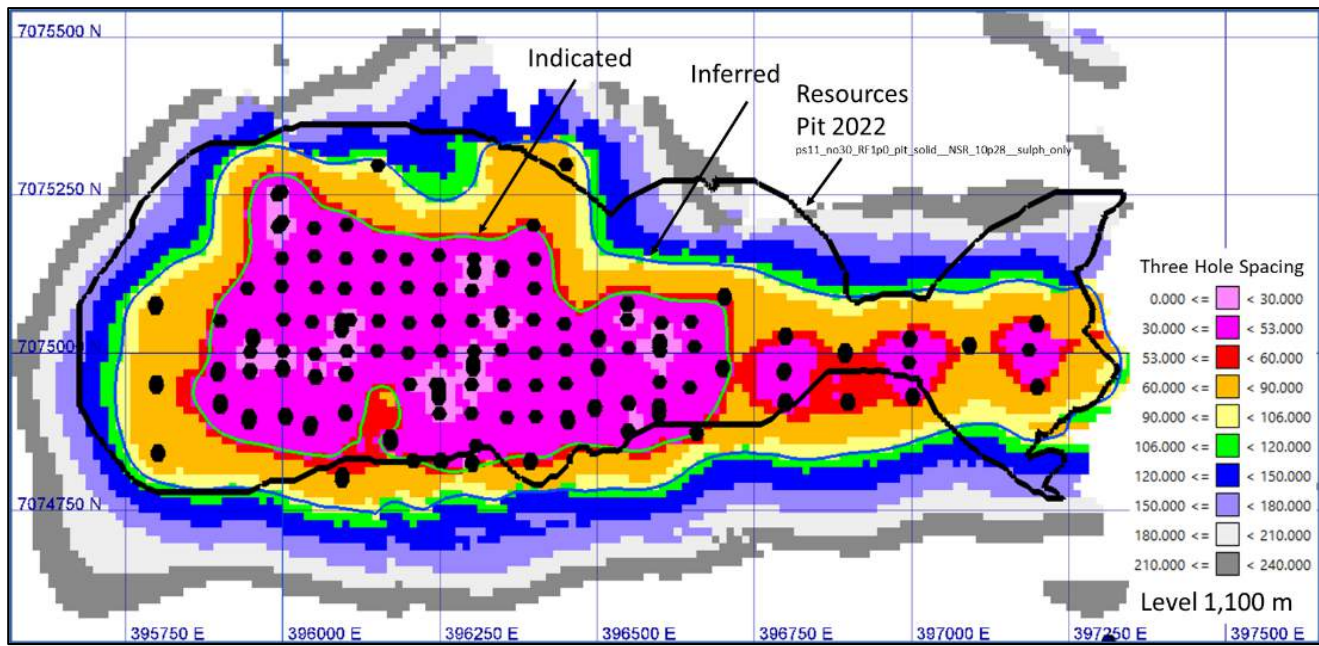 7075500 N
Indicated
Inferred
Resources
Pit 2022
ps11_no30_RF1p0_pit_solid__NSR_10p28__sulph_only
7075250 N
Three Hole Spacing
0.000 <= < 30.000
30.000 <= < 53.000
53.000 <= < 60.000
60.000 <= < 90.000
90.000 <= < 106.000
106.000 <= < 120.000
120.000 <= < 150.000
150.000 <= < 180.000
180.000 <= < 210.000
210.000 <= < 240.000
7075000 N
7074750 N
Level 1,100 m
395750 E 396000 E 396250 E 396500 E 396750 E 397000 E 397250 E 397500 E